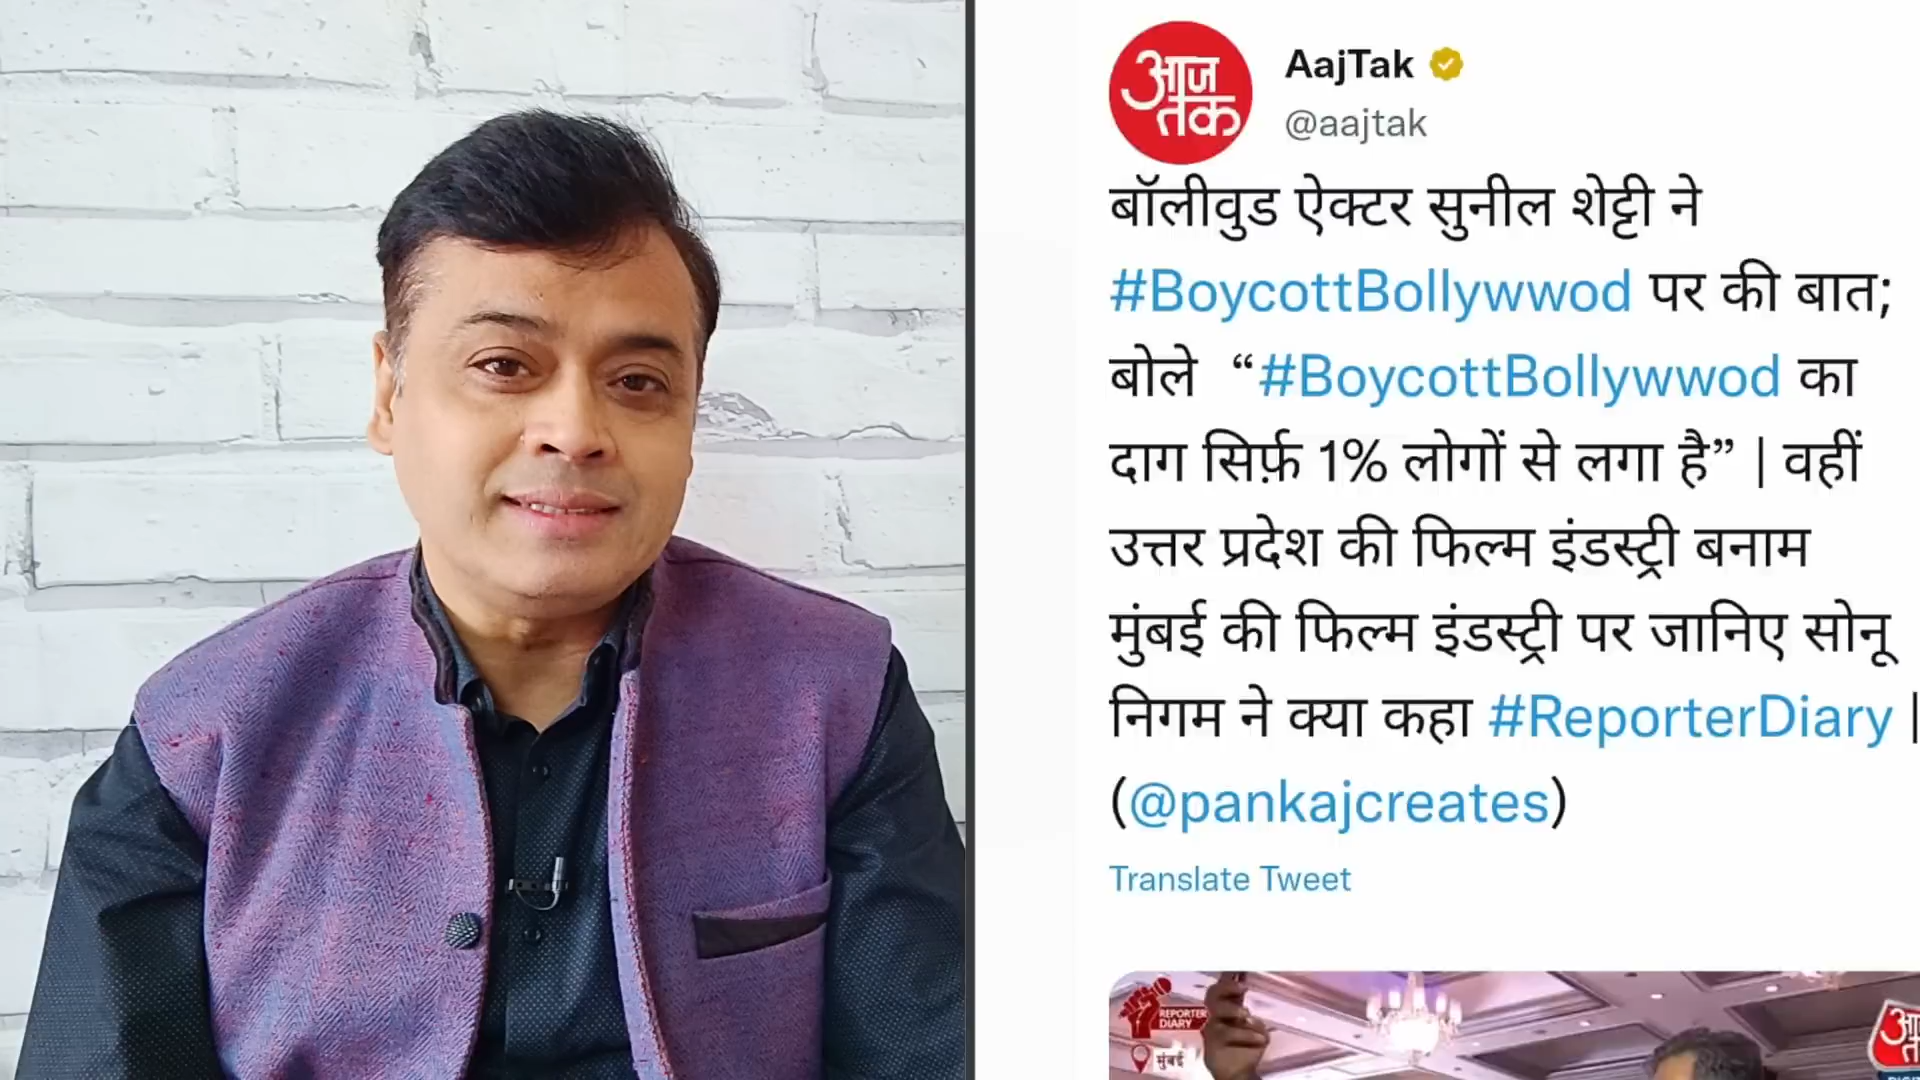 आज
तक
AajTak
@aajtak
बॉलीवुड ऐक्टर सुनील शेट्टी ने
#BoycottBollywwod पर की बात;
बोले “#BoycottBollywwod का
दाग सिर्फ़ 1% लोगों से लगा है” | वहीं
उत्तर प्रदेश की फिल्म इंडस्ट्री बनाम
मुंबई की फिल्म इंडस्ट्री पर जानिए सोनू
निगम ने क्या कहा #ReporterDiary |
(@pankajcreates)
Translate Tweet
REPORTER
DIARY
मुंबई